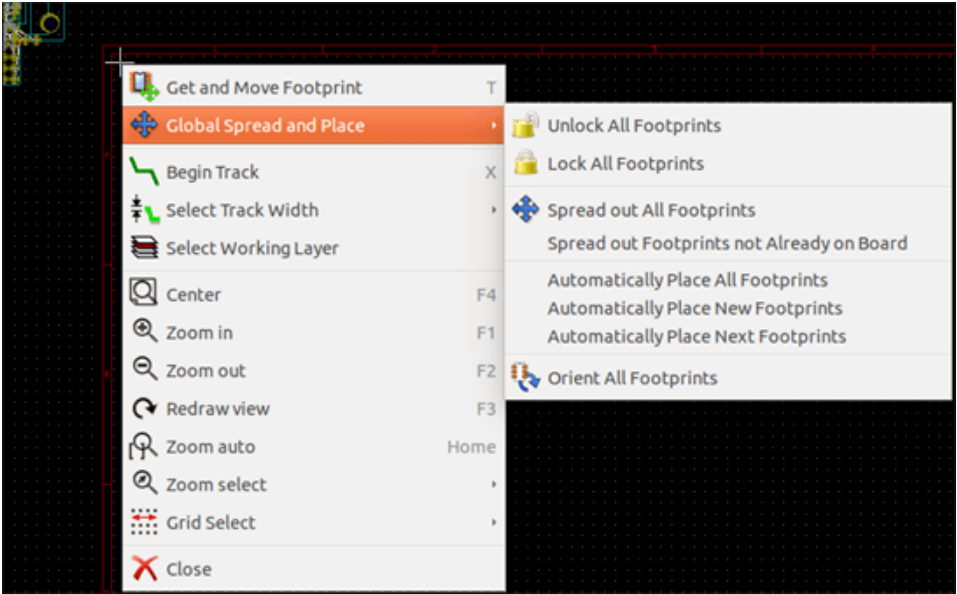 Get and Move Footprint T
Global Spread and Place
Begin Track X
Select Track Width
Select Working Layer
Center F4
Zoom in F1
Zoom out F2
Redraw view F3
Zoom auto Home
Zoom select
Grid Select
Close
Unlock All Footprints
Lock All Footprints
Spread out All Footprints
Spread out Footprints not Already on Board
Automatically Place All Footprints
Automatically Place New Footprints
Automatically Place Next Footprints
Orient All Footprints